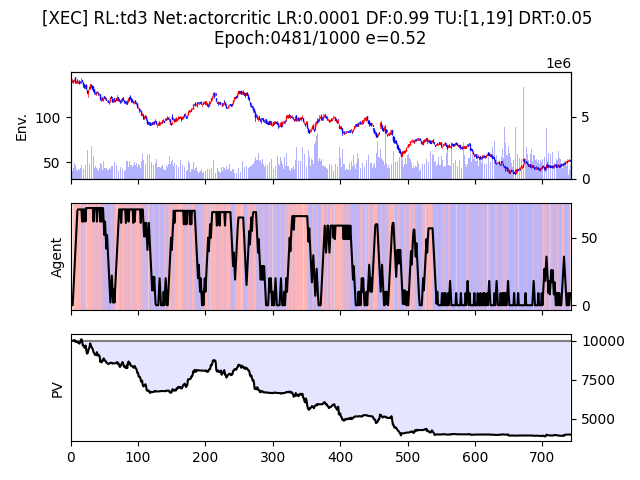 [XEC] RL:td3 Net:actorcritic LR:0.0001 DF:0.99 TU:[1,19] DRT:0.05
Epoch:0481/1000 e=0.52
1e6
Env.
100
50
5
0
Agent
50
0
PV
10000
7500
5000
0 100 200 300 400 500 600 700